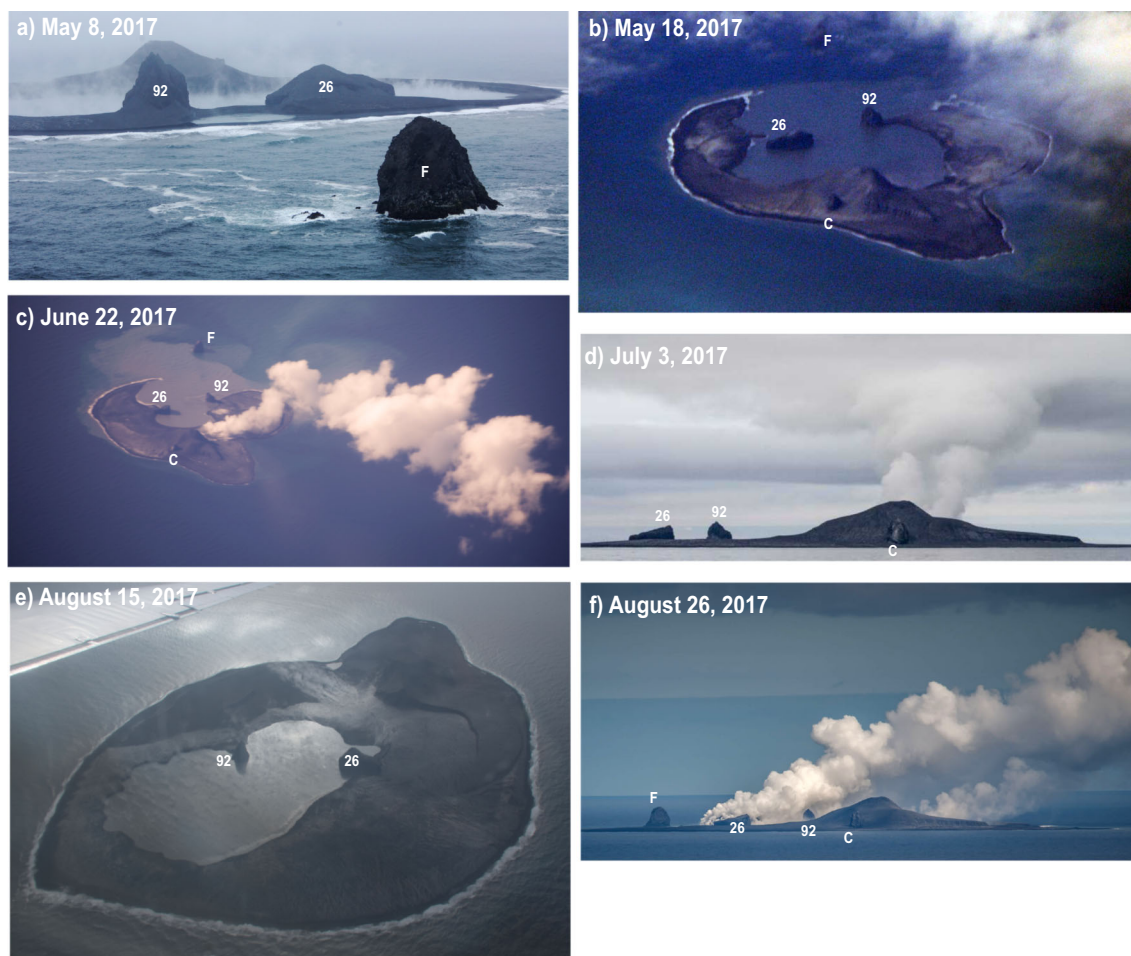 a) May 8, 2017
92
26
F
b) May 18, 2017
F
92
26
C
c) June 22, 2017
F
92
26
C
d) July 3, 2017
26
92
C
e) August 15, 2017
92
26
f) August 26, 2017
F
26
92
C